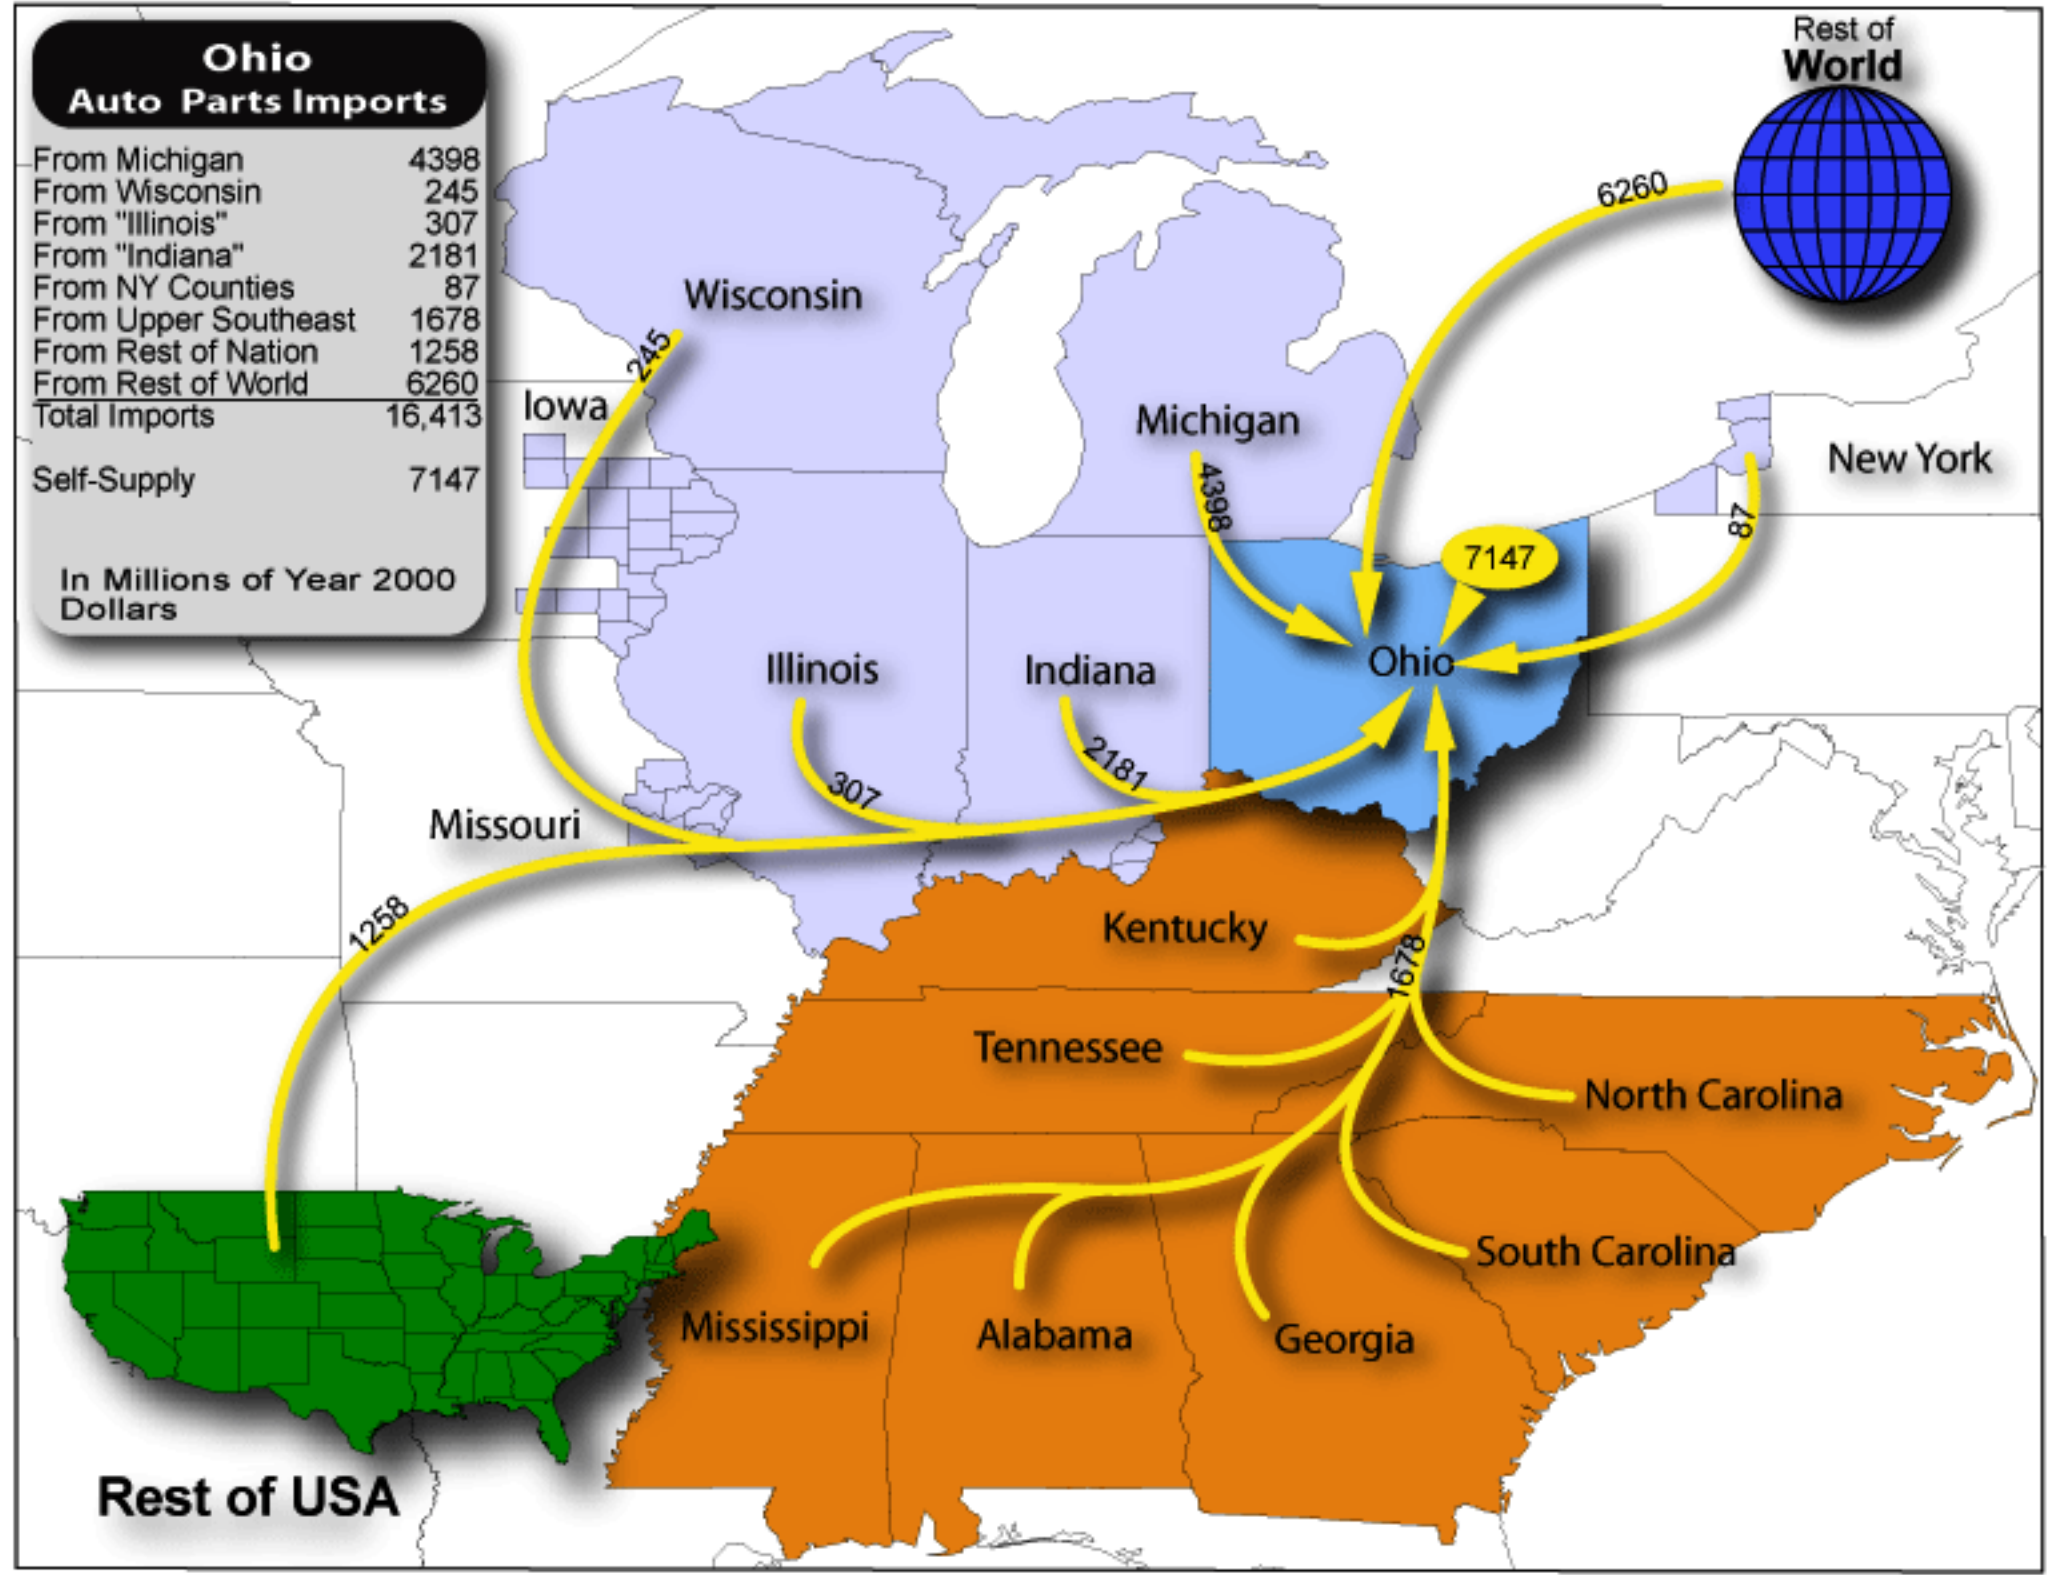 Ohio
Auto Parts Imports
From Michigan 4398
From Wisconsin 245
From "Illinois" 307
From "Indiana" 2181
From NY Counties 87
From Upper Southeast 1678
From Rest of Nation 1258
From Rest of World 6260
Total Imports 16,413
Self-Supply 7147
In Millions of Year 2000
Dollars
Rest of
World
6260
Wisconsin
245
Iowa
Michigan
4398
New York
87
7147
Ohio
Illinois
307
Indiana
2181
Missouri
1258
Kentucky
1678
Tennessee
North Carolina
South Carolina
Mississippi
Alabama
Georgia
Rest of USA